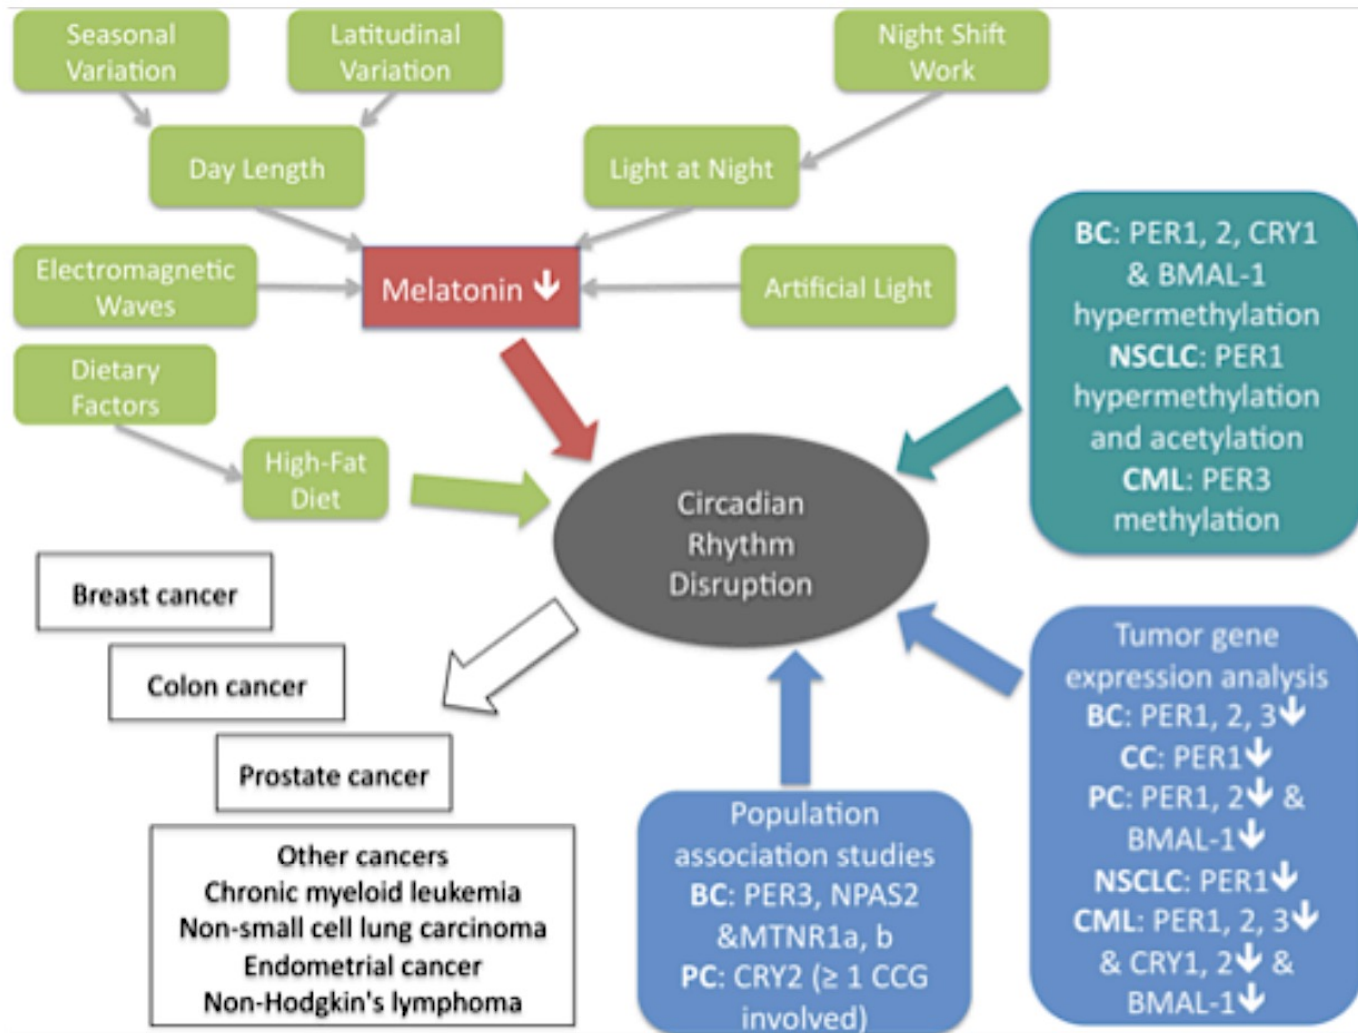 Seasonal
Variation
Latitudinal
Variation
Night Shift
Work
Day Length
Light at Night
Electromagnetic
Waves
Melatonin ↓
Artificial Light
Dietary
Factors
High-Fat
Diet
Circadian
Rhythm
Disruption
BC: PER1, 2, CRY1
& BMAL-1
hypermethylation
NSCLC: PER1
hypermethylation
and acetylation
CML: PER3
methylation
Breast cancer
Colon cancer
Prostate cancer
Other cancers
Chronic myeloid leukemia
Non-small cell lung carcinoma
Endometrial cancer
Non-Hodgkin's lymphoma
Population
association studies
BC: PER3, NPAS2
&MTNR1a, b
PC: CRY2 (≥ 1 CCG
involved)
Tumor gene
expression analysis
BC: PER1, 2, 3↓
CC: PER1↓
PC: PER1, 2↓ &
BMAL-1↓
NSCLC: PER1↓
CML: PER1, 2, 3↓
& CRY1, 2↓ &
BMAL-1↓